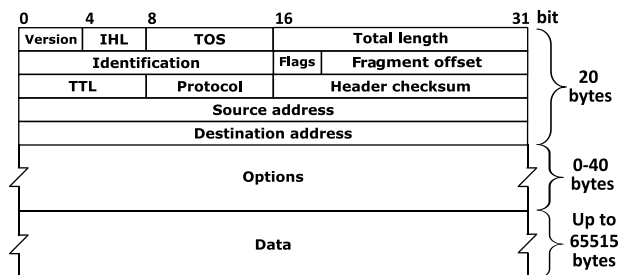 0 4 8 16 31 bit
Version IHL TOS Total length
Identification Flags Fragment offset
TTL Protocol Header checksum
Source address
Destination address
20
bytes
Options
0-40
bytes
Data
Up to
65515
bytes